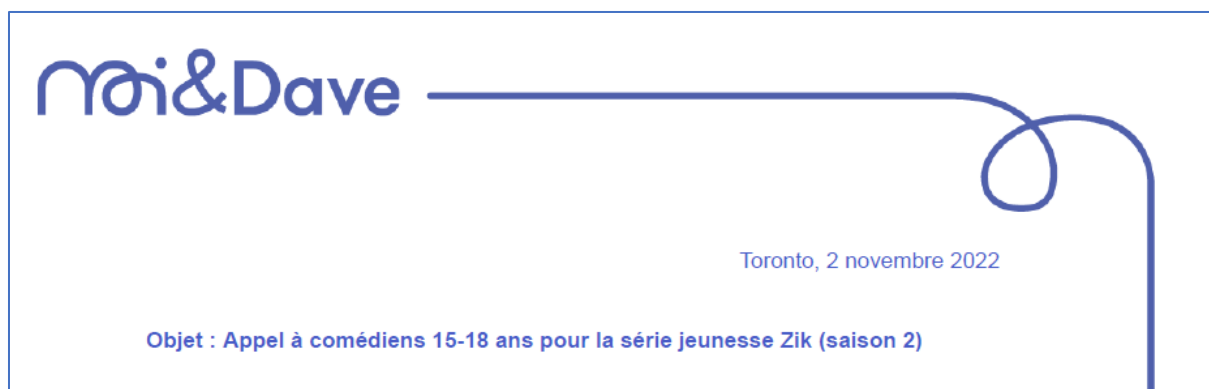 Moi&Dave
Toronto, 2 novembre 2022
Objet : Appel à comédiens 15-18 ans pour la série jeunesse Zik (saison 2)